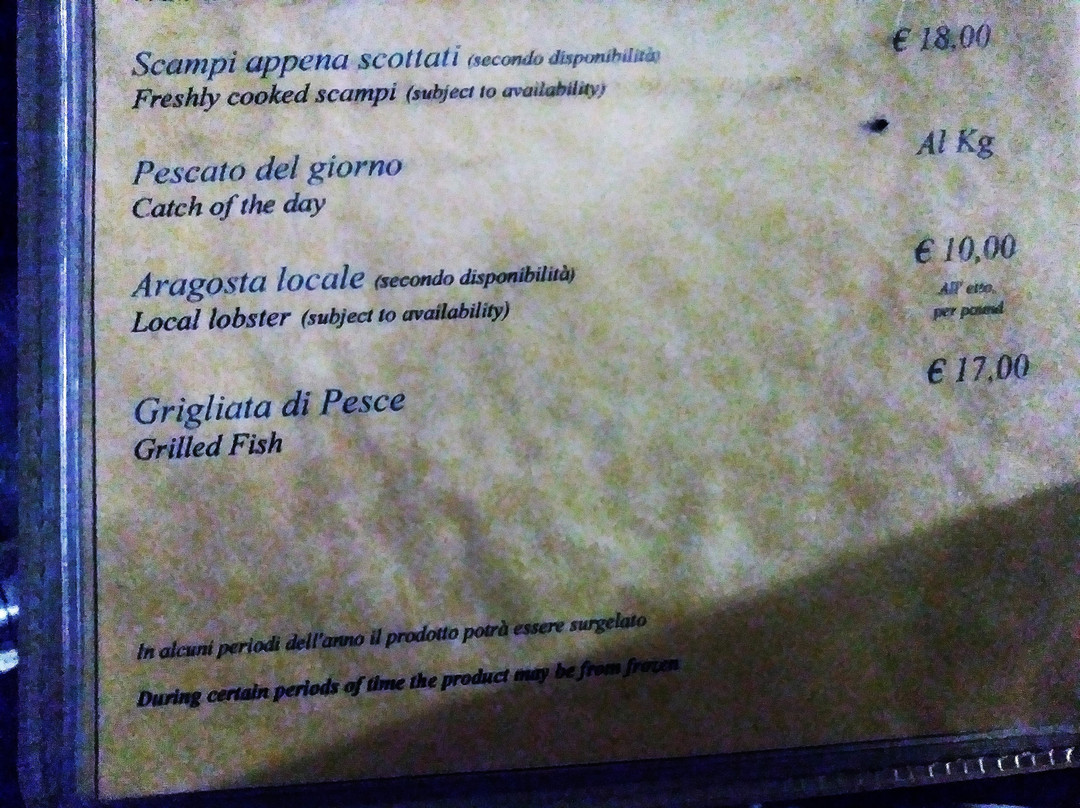 Scampi appena scottati (secondo disponibilità) € 18,00
Freshly cooked scampi (subject to availability)
Pescato del giorno Al Kg
Catch of the day
Aragosta locale (secondo disponibilità) € 10,00
All' etto,
Local lobster (subject to availability) per pound
Grigliata di Pesce € 17,00
Grilled Fish
In alcuni periodi dell'anno il prodotto potrà essere surgelato
During certain periods of time the product may be from frozen